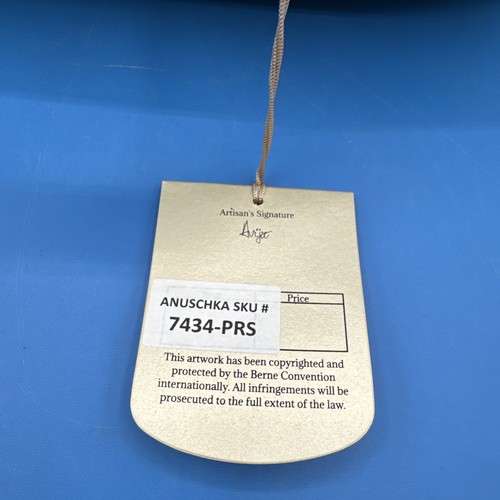 Artisan's Signature
Avijit
Price
ANUSCHKA SKU #
7434-PRS
This artwork has been copyrighted and
protected by the Berne Convention
internationally. All infringements will be
prosecuted to the full extent of the law.